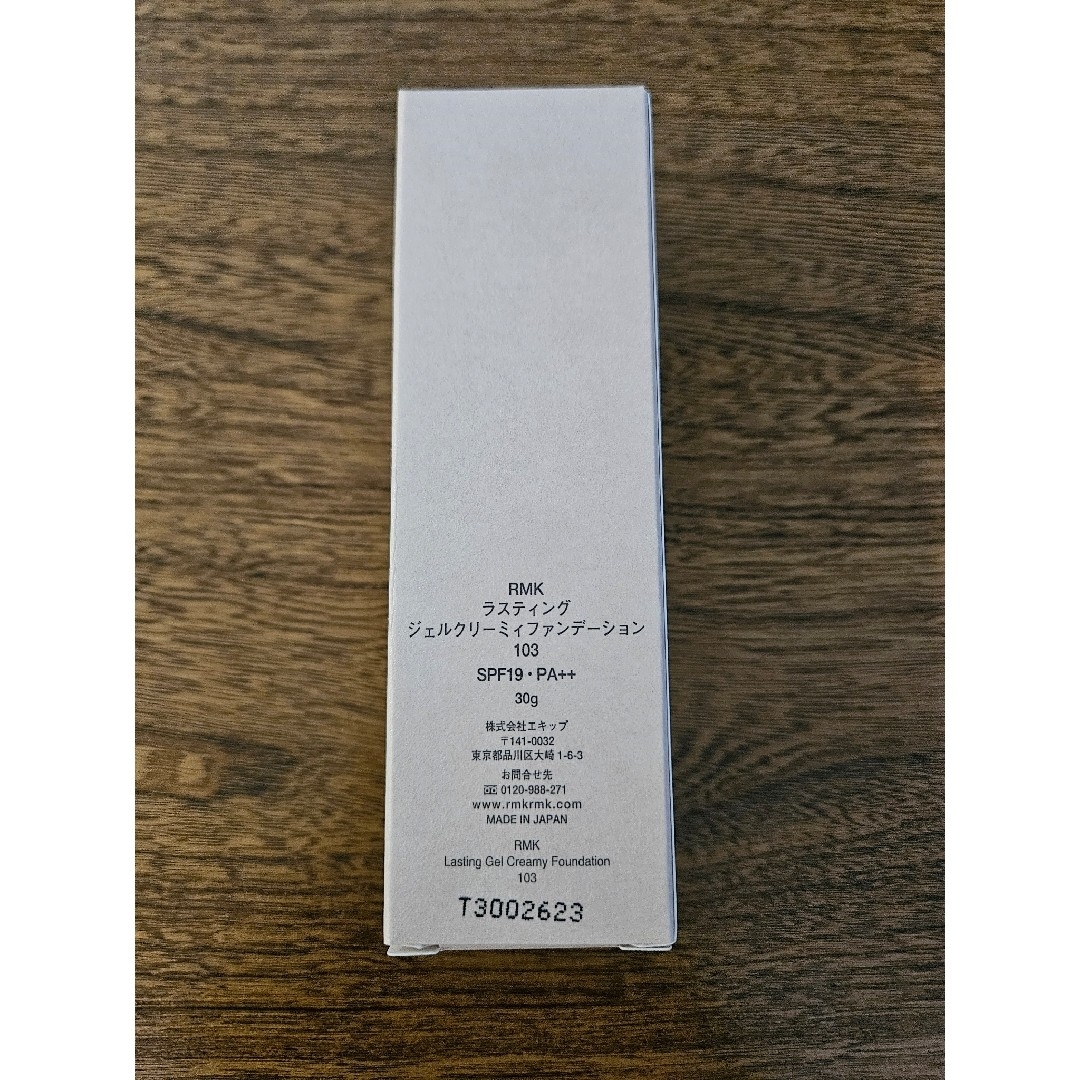 RMK
ラスティング
ジェルクリーミィファンデーション
103
SPF19・PA++
30g
株式会社エキップ
〒141-0032
東京都品川区大崎1-6-3
お問合せ先
0120-988-271
www.rmkrmk.com
MADE IN JAPAN
RMK
Lasting Gel Creamy Foundation
103
T3002623